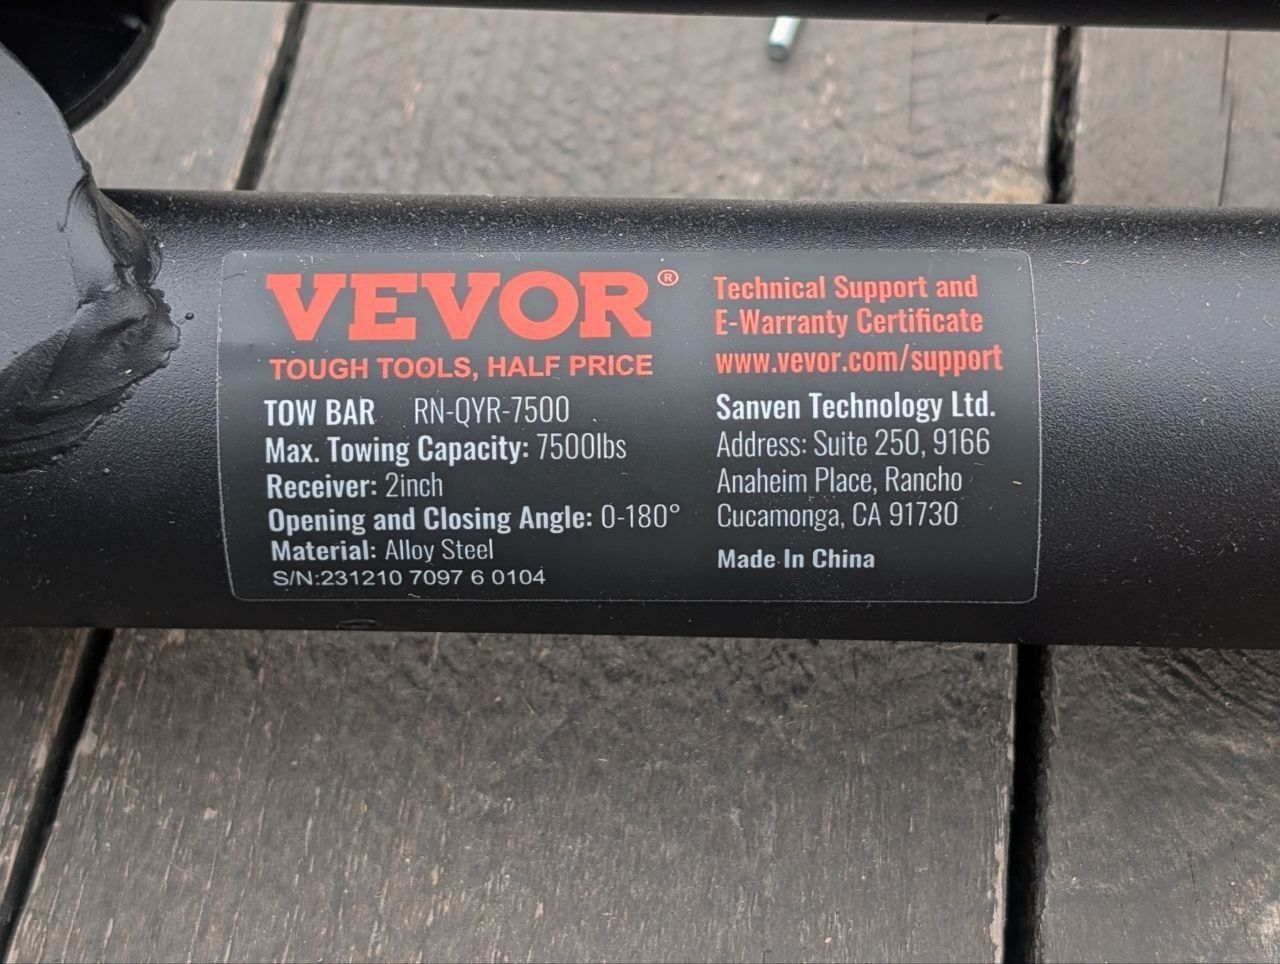 VEVOR®
TOUGH TOOLS, HALF PRICE
TOW BAR RN-QYR-7500
Max. Towing Capacity: 7500lbs
Receiver: 2inch
Opening and Closing Angle: 0-180°
Material: Alloy Steel
S/N:231210 7097 6 0104
Technical Support and
E-Warranty Certificate
www.vevor.com/support
Sanven Technology Ltd.
Address: Suite 250, 9166
Anaheim Place, Rancho
Cucamonga, CA 91730
Made In China